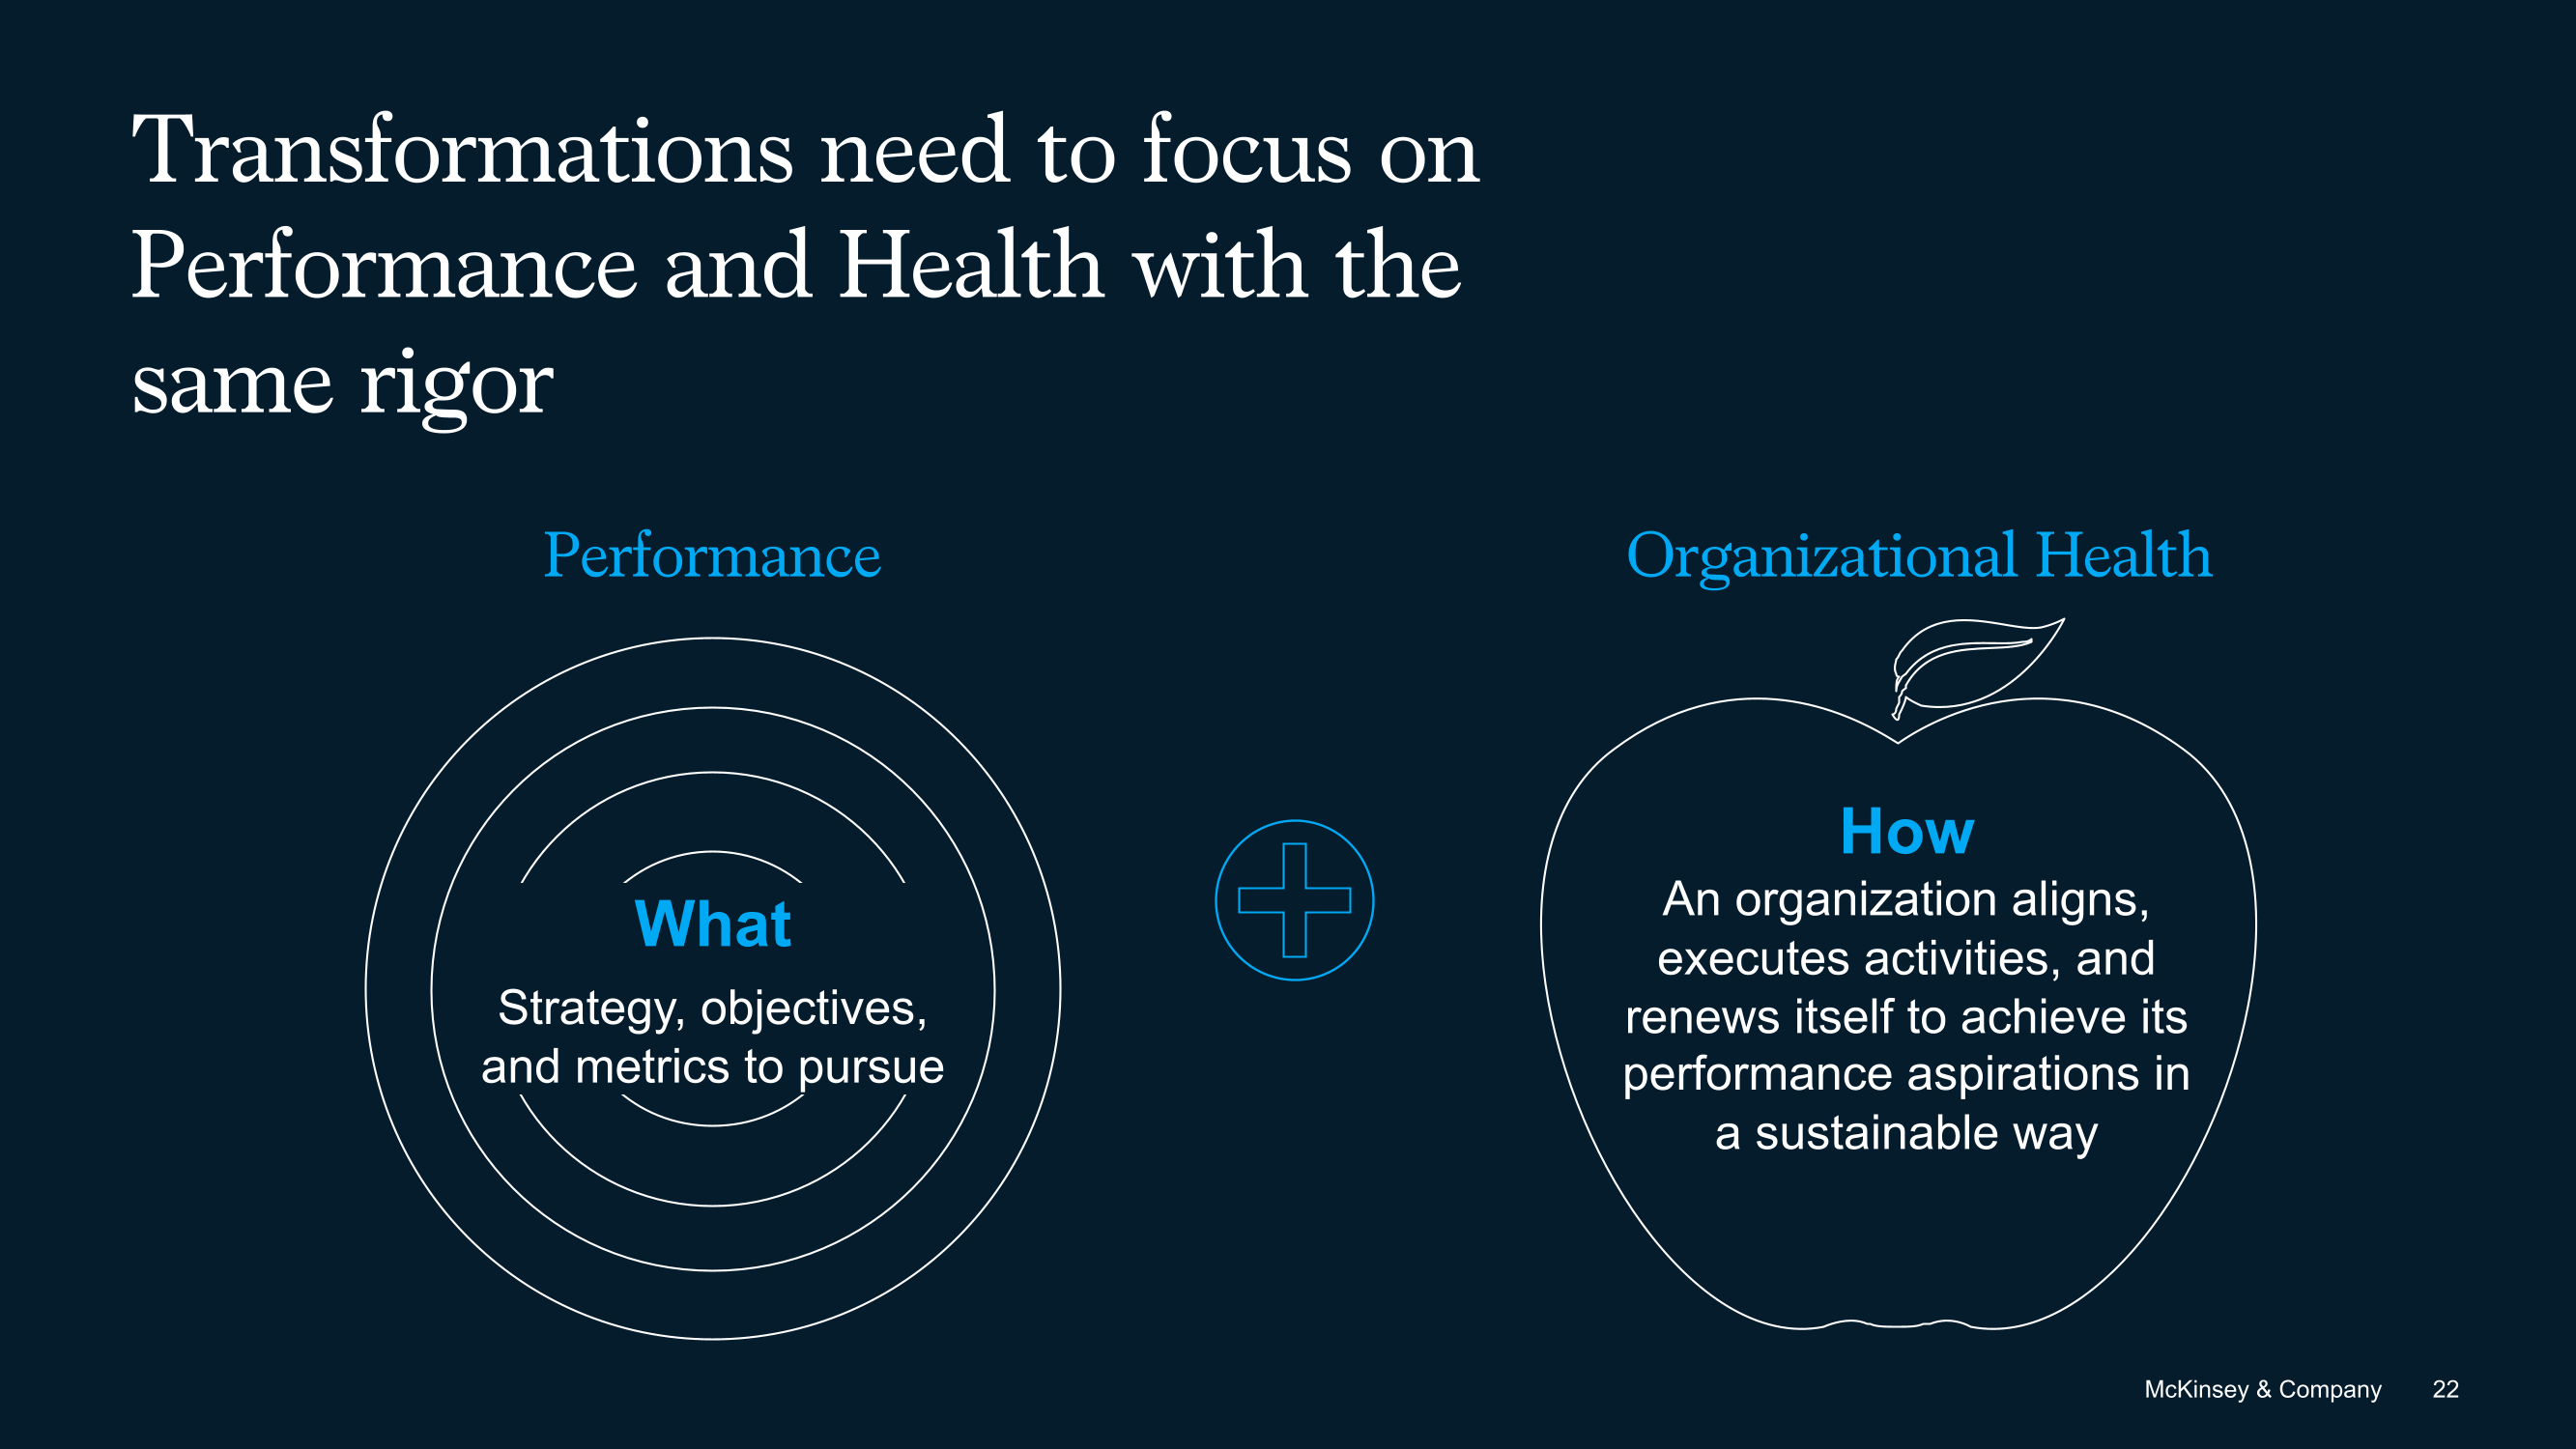 Transformations need to focus on
Performance and Health with the
same rigor
Performance
What
Strategy, objectives,
and metrics to pursue
Organizational Health
How
An organization aligns,
executes activities, and
renews itself to achieve its
performance aspirations in
a sustainable way
McKinsey & Company 22